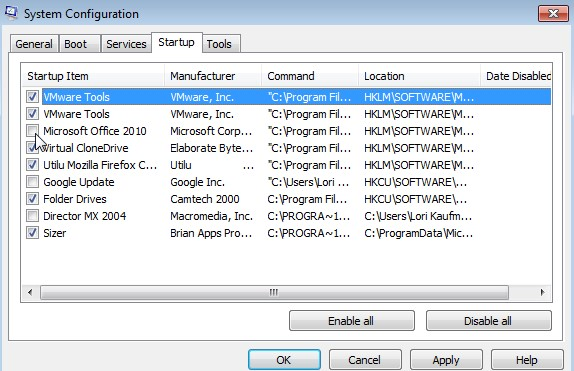 System Configuration
General Boot Services Startup Tools
Startup Item Manufacturer Command Location Date Disabled
VMware Tools VMware, Inc. "C:\Program Fil... HKLM\SOFTWARE\M...
VMware Tools VMware, Inc. "C:\Program Fil... HKLM\SOFTWARE\M...
Microsoft Office 2010 Microsoft Corp... "C:\Program Fil... HKLM\SOFTWARE\M...
Virtual CloneDrive Elaborate Byte... "C:\Program Fil... HKLM\SOFTWARE\M...
Utilu Mozilla Firefox C... Utilu "C:\Program Fil... HKLM\SOFTWARE\M...
Google Update Google Inc. "C:\Users\Lori ... HKCU\SOFTWARE\...
Folder Drives Camtech 2000 C:\Program Fil... HKCU\SOFTWARE\...
Director MX 2004 Macromedia, Inc. C:\PROGRA~1... C:\Users\Lori Kaufm...
Sizer Brian Apps Pro... C:\PROGRA~1... C:\ProgramData\Mic...
Enable all Disable all
OK Cancel Apply Help